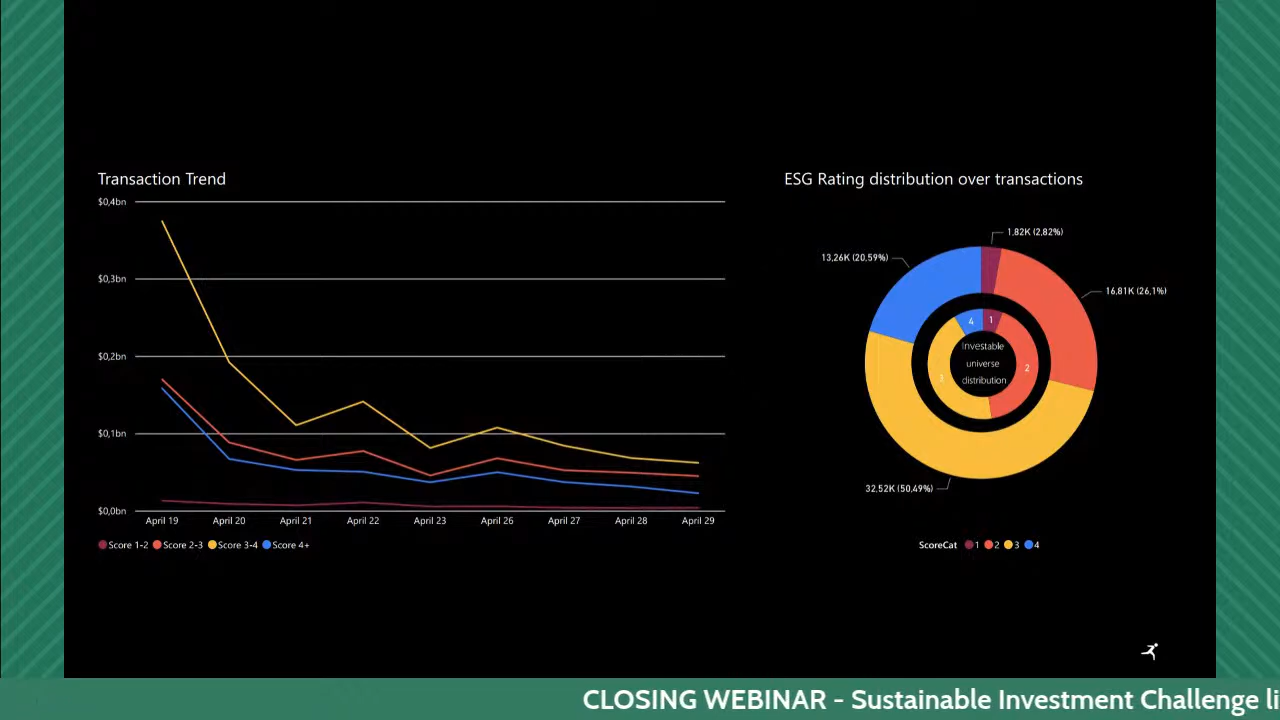 Transaction Trend
$0,4bn
$0,3bn
$0,2bn
$0,1bn
$0,0bn
April 19 April 20 April 21 April 22 April 23 April 26 April 27 April 28 April 29
Score 1-2 Score 2-3 Score 3-4 Score 4+
ESG Rating distribution over transactions
1,82K (2,82%)
13,26K (20,59%)
16,81K (26,1%)
32,52K (50,49%)
4 1
Investable
universe
distribution
3 2
ScoreCat 1 2 3 4
CLOSING WEBINAR - Sustainable Investment Challenge li